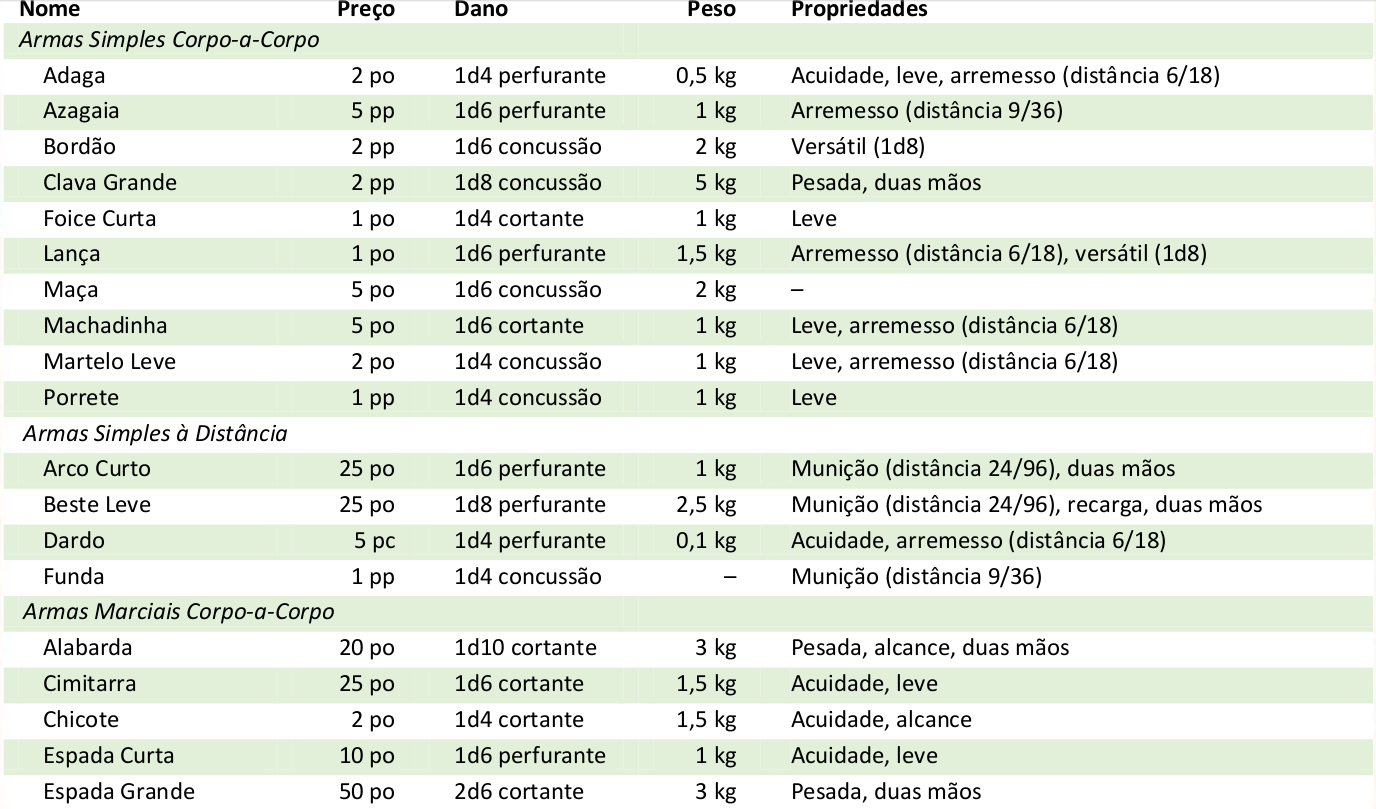 Nome Preço Dano Peso Propriedades
Armas Simples Corpo-a-Corpo
Adaga 2 po 1d4 perfurante 0,5 kg Acuidade, leve, arremesso (distância 6/18)
Azagaia 5 pp 1d6 perfurante 1 kg Arremesso (distância 9/36)
Bordão 2 pp 1d6 concussão 2 kg Versátil (1d8)
Clava Grande 2 pp 1d8 concussão 5 kg Pesada, duas mãos
Foice Curta 1 po 1d4 cortante 1 kg Leve
Lança 1 po 1d6 perfurante 1,5 kg Arremesso (distância 6/18), versátil (1d8)
Maça 5 po 1d6 concussão 2 kg –
Machadinha 5 po 1d6 cortante 1 kg Leve, arremesso (distância 6/18)
Martelo Leve 2 po 1d4 concussão 1 kg Leve, arremesso (distância 6/18)
Porrete 1 pp 1d4 concussão 1 kg Leve
Armas Simples à Distância
Arco Curto 25 po 1d6 perfurante 1 kg Munição (distância 24/96), duas mãos
Beste Leve 25 po 1d8 perfurante 2,5 kg Munição (distância 24/96), recarga, duas mãos
Dardo 5 pc 1d4 perfurante 0,1 kg Acuidade, arremesso (distância 6/18)
Funda 1 pp 1d4 concussão – Munição (distância 9/36)
Armas Marciais Corpo-a-Corpo
Alabarda 20 po 1d10 cortante 3 kg Pesada, alcance, duas mãos
Cimitarra 25 po 1d6 cortante 1,5 kg Acuidade, leve
Chicote 2 po 1d4 cortante 1,5 kg Acuidade, alcance
Espada Curta 10 po 1d6 perfurante 1 kg Acuidade, leve
Espada Grande 50 po 2d6 cortante 3 kg Pesada, duas mãos